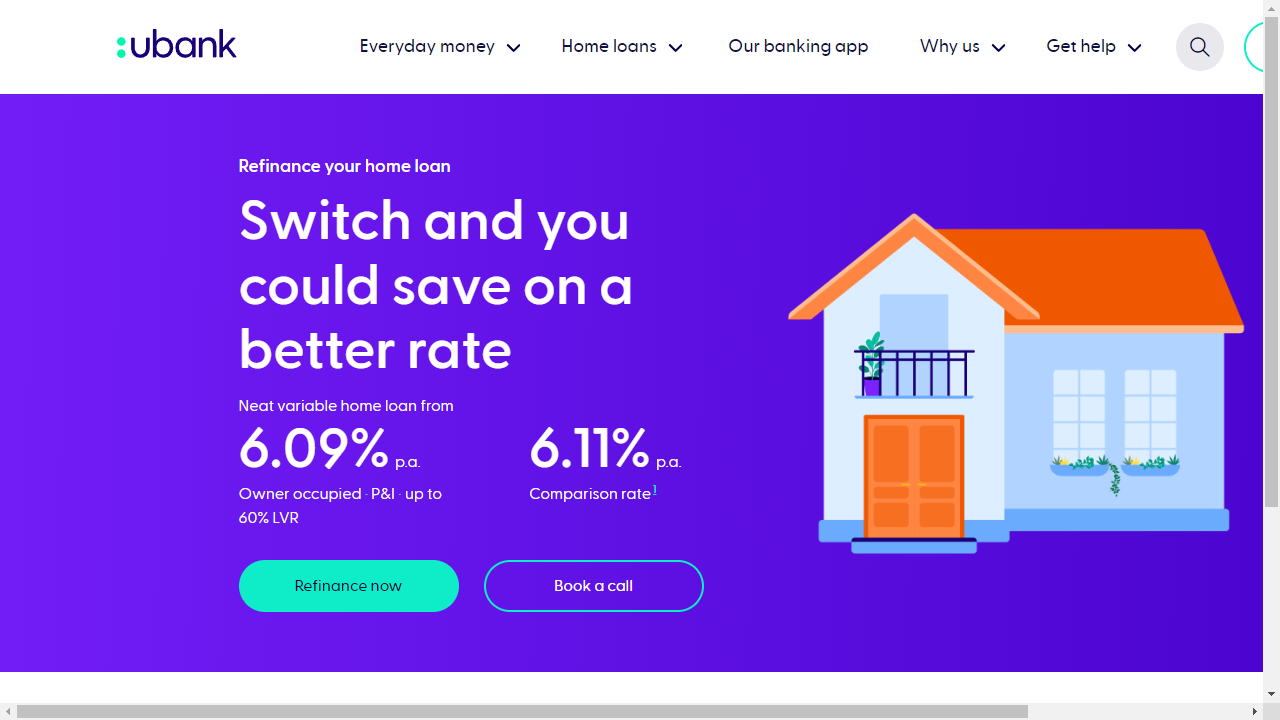 ubank
Everyday money
Home loans
Our banking app
Why us
Get help
Refinance your home loan
Switch and you
could save on a
better rate
Neat variable home loan from
6.09% p.a.
Owner occupied · P&I · up to
60% LVR
6.11% p.a.
Comparison rate1
Refinance now
Book a call